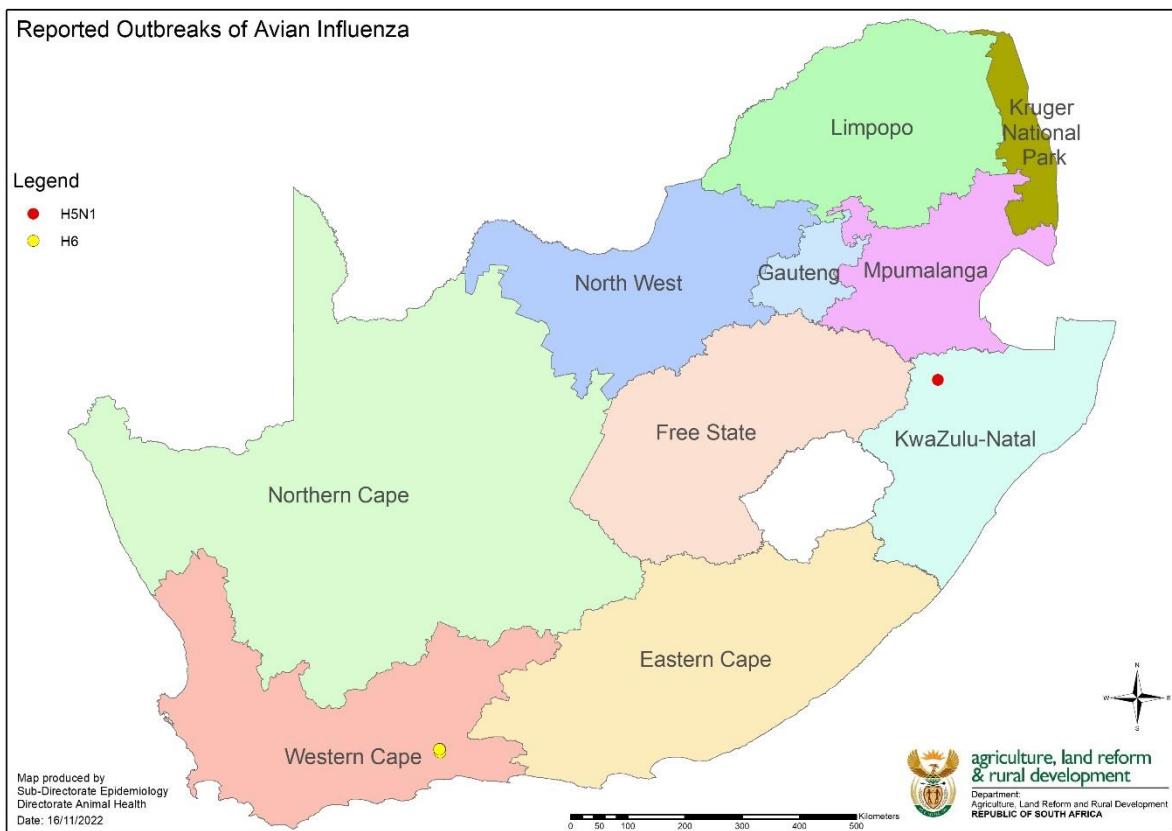 Reported Outbreaks of Avian Influenza
Legend
H5N1
H6
Limpopo
Kruger
National
Park
North West
Gauteng
Mpumalanga
Free State
KwaZulu-Natal
Northern Cape
Eastern Cape
Western Cape
N
W
E
S
Map produced by
Sub-Directorate Epidemiology
Directorate Animal Health
Date: 16/11/2022
Kilometers
0 50 100 200 300 400 500
agriculture, land reform
& rural development
Department:
Agriculture, Land Reform and Rural Development
REPUBLIC OF SOUTH AFRICA